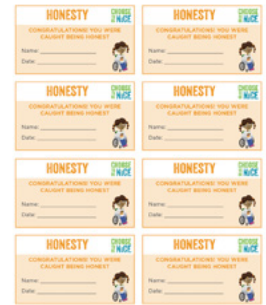 HONESTY CHOOSE NICE HONESTY CHOOSE NICE
CONGRATULATIONS! YOU WERE CONGRATULATIONS! YOU WERE
CAUGHT BEING HONEST CAUGHT BEING HONEST
Name: Name:
Date: Date:
HONESTY CHOOSE NICE HONESTY CHOOSE NICE
CONGRATULATIONS! YOU WERE CONGRATULATIONS! YOU WERE
CAUGHT BEING HONEST CAUGHT BEING HONEST
Name: Name:
Date: Date:
HONESTY CHOOSE NICE HONESTY CHOOSE NICE
CONGRATULATIONS! YOU WERE CONGRATULATIONS! YOU WERE
CAUGHT BEING HONEST CAUGHT BEING HONEST
Name: Name:
Date: Date:
HONESTY CHOOSE NICE HONESTY CHOOSE NICE
CONGRATULATIONS! YOU WERE CONGRATULATIONS! YOU WERE
CAUGHT BEING HONEST CAUGHT BEING HONEST
Name: Name:
Date: Date: